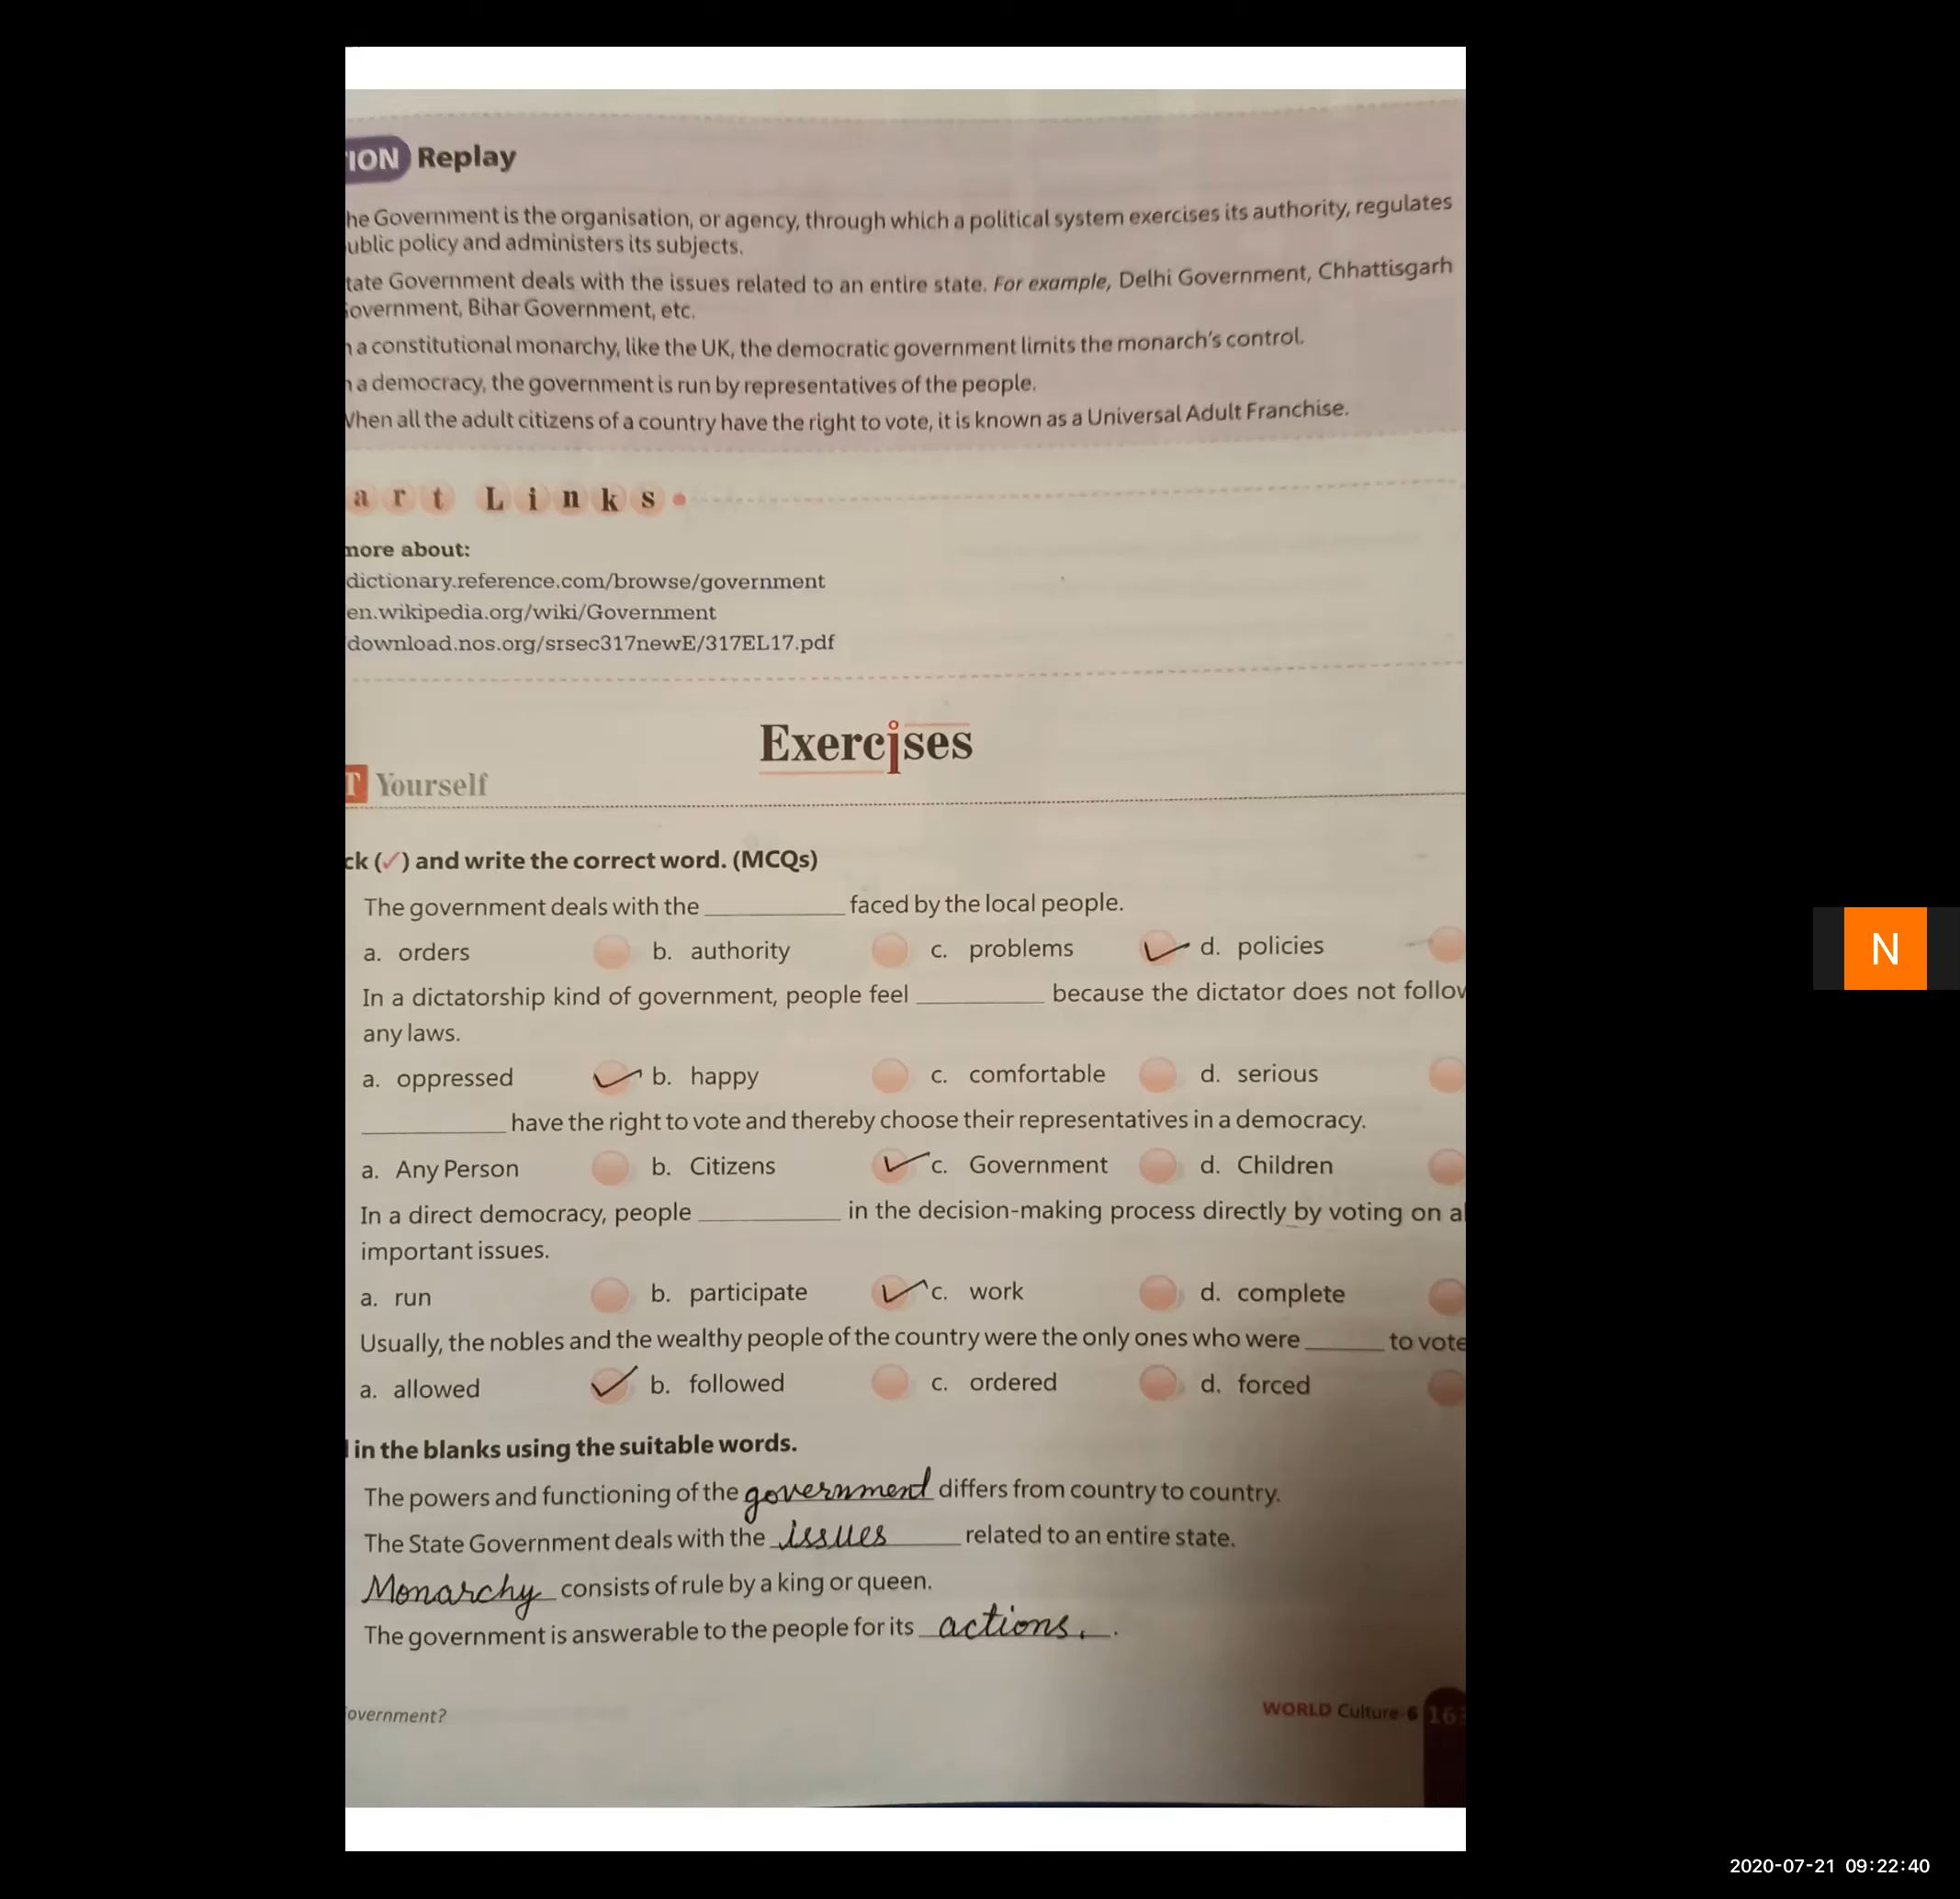 ION Replay
he Government is the organisation, or agency, through which a political system exercises its authority, regulates
ublic policy and administers its subjects.
tate Government deals with the issues related to an entire state. For example, Delhi Government, Chhattisgarh
overnment, Bihar Government, etc.
a constitutional monarchy, like the UK, the democratic government limits the monarch's control.
a democracy, the government is run by representatives of the people.
When all the adult citizens of a country have the right to vote, it is known as a Universal Adult Franchise.
art Links
more about:
dictionary.reference.com/browse/government
en.wikipedia.org/wiki/Government
download.nos.org/srsec317newE/317EL17.pdf
Exercises
T Yourself
ck (✓) and write the correct word. (MCQs)
The government deals with the __________ faced by the local people.
a. orders b. authority c. problems ✓ d. policies
N
In a dictatorship kind of government, people feel __________ because the dictator does not follow
any laws.
a. oppressed ✓ b. happy c. comfortable d. serious
__________ have the right to vote and thereby choose their representatives in a democracy.
a. Any Person b. Citizens ✓ c. Government d. Children
In a direct democracy, people __________ in the decision-making process directly by voting on a
important issues.
a. run b. participate ✓ c. work d. complete
Usually, the nobles and the wealthy people of the country were the only ones who were ______ to vote
a. allowed ✓ b. followed c. ordered d. forced
in the blanks using the suitable words.
The powers and functioning of the government differs from country to country.
The State Government deals with the issues related to an entire state.
Monarchy consists of rule by a king or queen.
The government is answerable to the people for its actions. .
overnment?
WORLD Culture-6 16
2020-07-21 09:22:40